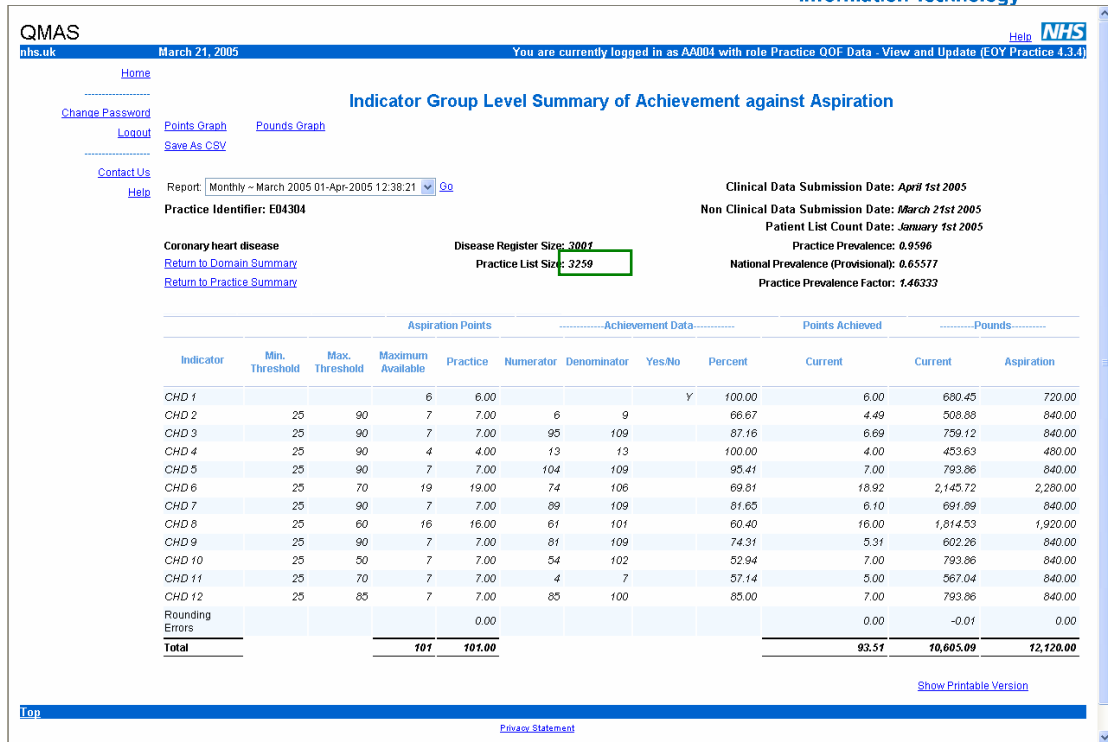 Information Technology
QMAS
Help NHS
nhs.uk March 21, 2005 You are currently logged in as AA004 with role Practice QOF Data - View and Update (EOY Practice 4.3.4)
Home
-------------------
Change Password
Logout
-------------------
Contact Us
Help
Indicator Group Level Summary of Achievement against Aspiration
Points Graph Pounds Graph
Save As CSV
Report: Monthly ~ March 2005 01-Apr-2005 12:38:21 Go
Clinical Data Submission Date: April 1st 2005
Practice Identifier: E04304
Non Clinical Data Submission Date: March 21st 2005
Patient List Count Date: January 1st 2005
Coronary heart disease Disease Register Size: 3001 Practice Prevalence: 0.9596
Return to Domain Summary Practice List Size: 3259 National Prevalence (Provisional): 0.65577
Return to Practice Summary Practice Prevalence Factor: 1.46333
Aspiration Points ------------Achievement Data------------ Points Achieved ----------Pounds----------
Indicator Min. Threshold Max. Threshold Maximum Available Practice Numerator Denominator Yes/No Percent Current Current Aspiration
CHD 1 6 6.00 Y 100.00 6.00 680.45 720.00
CHD 2 25 90 7 7.00 6 9 66.67 4.49 508.88 840.00
CHD 3 25 90 7 7.00 95 109 87.16 6.69 759.12 840.00
CHD 4 25 90 4 4.00 13 13 100.00 4.00 453.63 480.00
CHD 5 25 90 7 7.00 104 109 95.41 7.00 793.86 840.00
CHD 6 25 70 19 19.00 74 106 69.81 18.92 2,145.72 2,280.00
CHD 7 25 90 7 7.00 89 109 81.65 6.10 691.89 840.00
CHD 8 25 60 16 16.00 61 101 60.40 16.00 1,814.53 1,920.00
CHD 9 25 90 7 7.00 81 109 74.31 5.31 602.26 840.00
CHD 10 25 50 7 7.00 54 102 52.94 7.00 793.86 840.00
CHD 11 25 70 7 7.00 4 7 57.14 5.00 567.04 840.00
CHD 12 25 85 7 7.00 85 100 85.00 7.00 793.86 840.00
Rounding Errors 0.00 0.00 -0.01 0.00
Total 101 101.00 93.51 10,605.09 12,120.00
Show Printable Version
Top
Privacy Statement